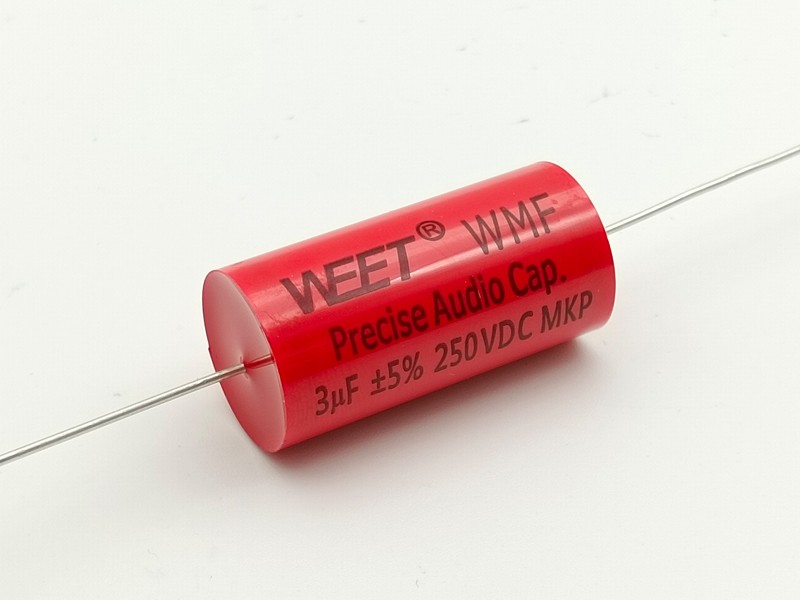 WEET® WMF
Precise Audio Cap.
3μF ±5% 250VDC MKP